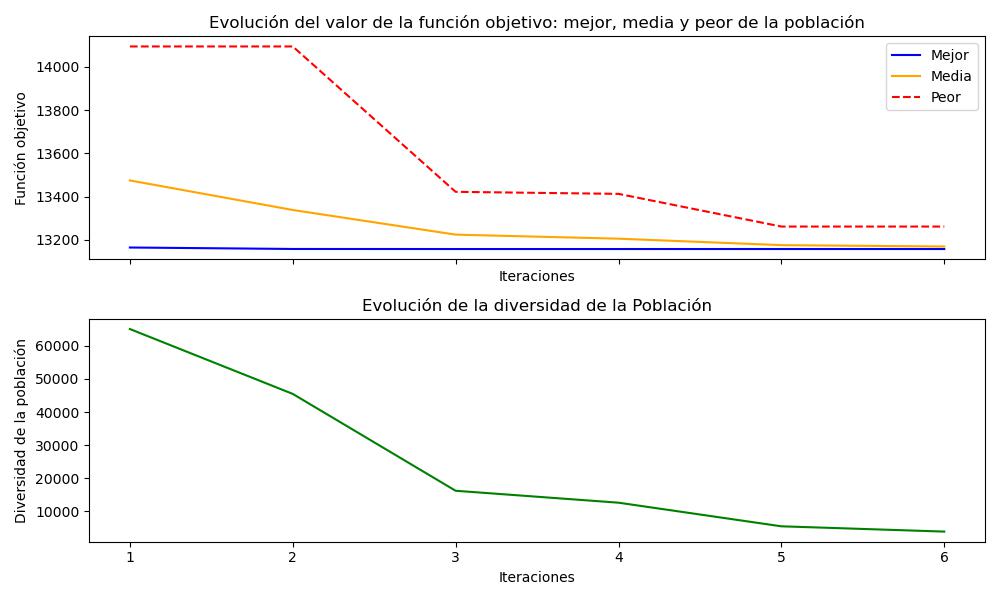 Evolución del valor de la función objetivo: mejor, media y peor de la población
Función objetivo
14000
13800
13600
13400
13200
Mejor
Media
Peor
Iteraciones
Evolución de la diversidad de la Población
Diversidad de la población
60000
50000
40000
30000
20000
10000
1 2 3 4 5 6
Iteraciones